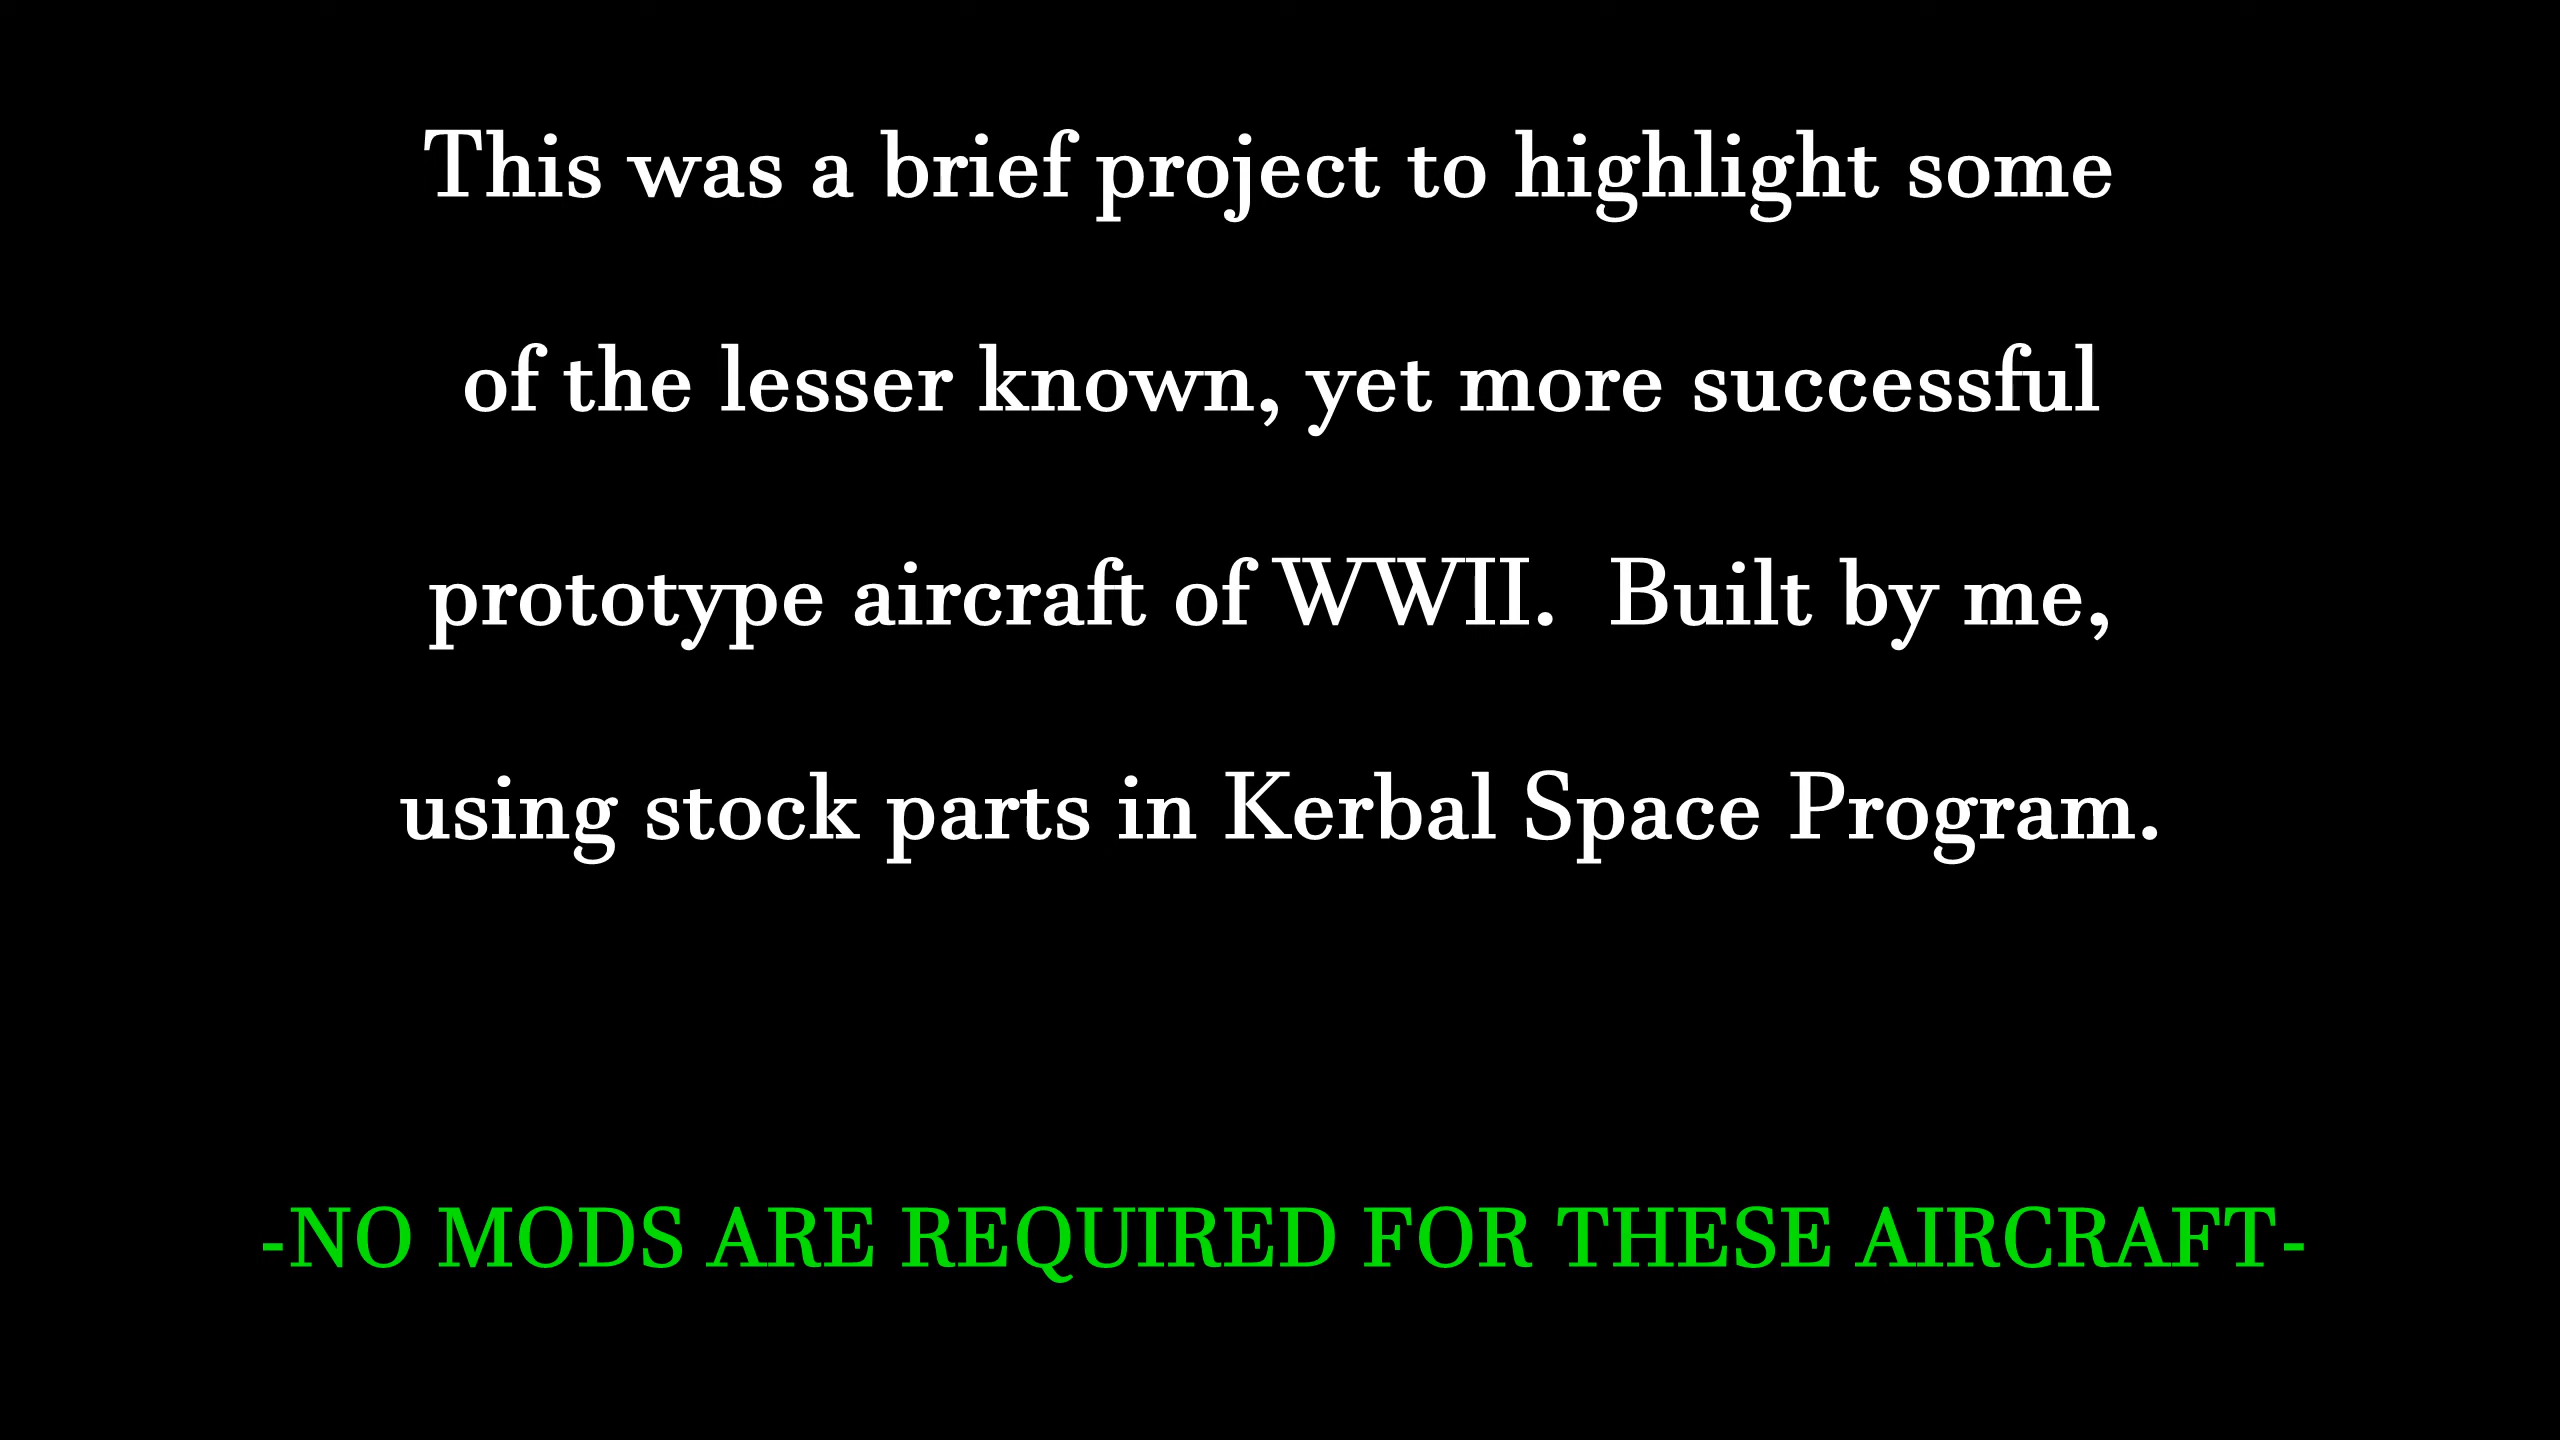 This was a brief project to highlight some
of the lesser known, yet more successful
prototype aircraft of WWII.  Built by me,
using stock parts in Kerbal Space Program.
-NO MODS ARE REQUIRED FOR THESE AIRCRAFT-